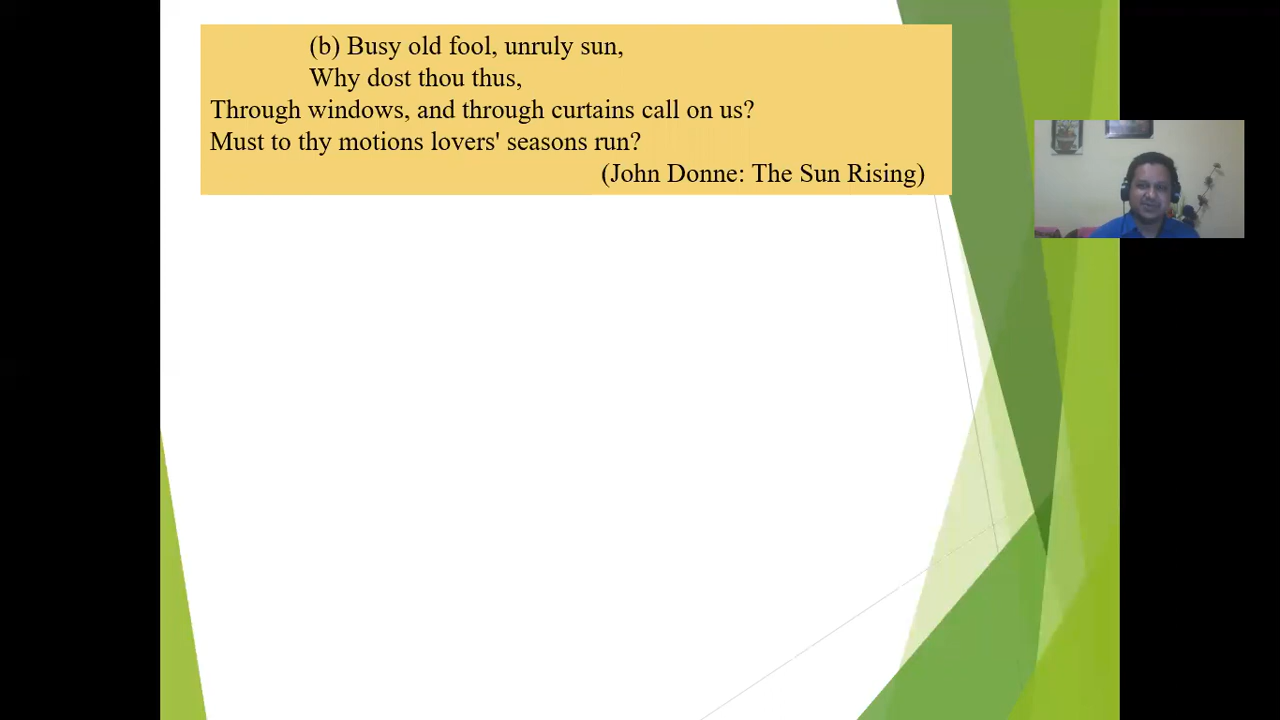 (b) Busy old fool, unruly sun,
Why dost thou thus,
Through windows, and through curtains call on us?
Must to thy motions lovers' seasons run?
(John Donne: The Sun Rising)